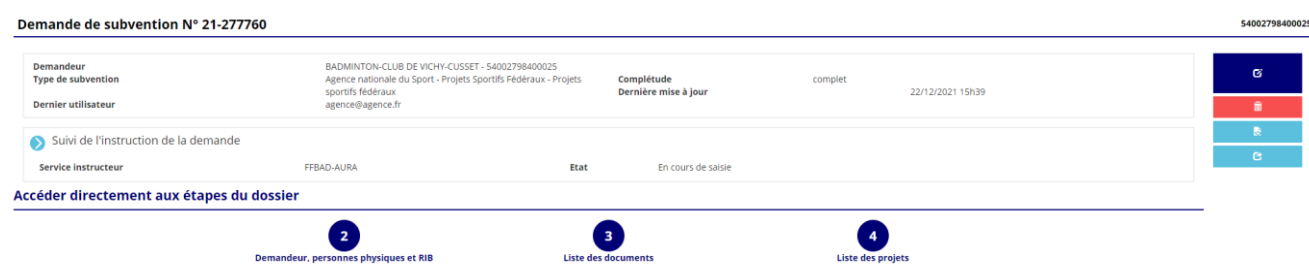 Demande de subvention N° 21-277760
54002798400025
Demandeur BADMINTON-CLUB DE VICHY-CUSSET - 54002798400025
Type de subvention Agence nationale du Sport - Projets Sportifs Fédéraux - Projets Complétude complet
sportifs fédéraux Dernière mise à jour 22/12/2021 15h39
Dernier utilisateur agence@agence.fr
Suivi de l'instruction de la demande
Service instructeur FFBAD-AURA Etat En cours de saisie
Accéder directement aux étapes du dossier
2 3 4
Demandeur, personnes physiques et RIB Liste des documents Liste des projets